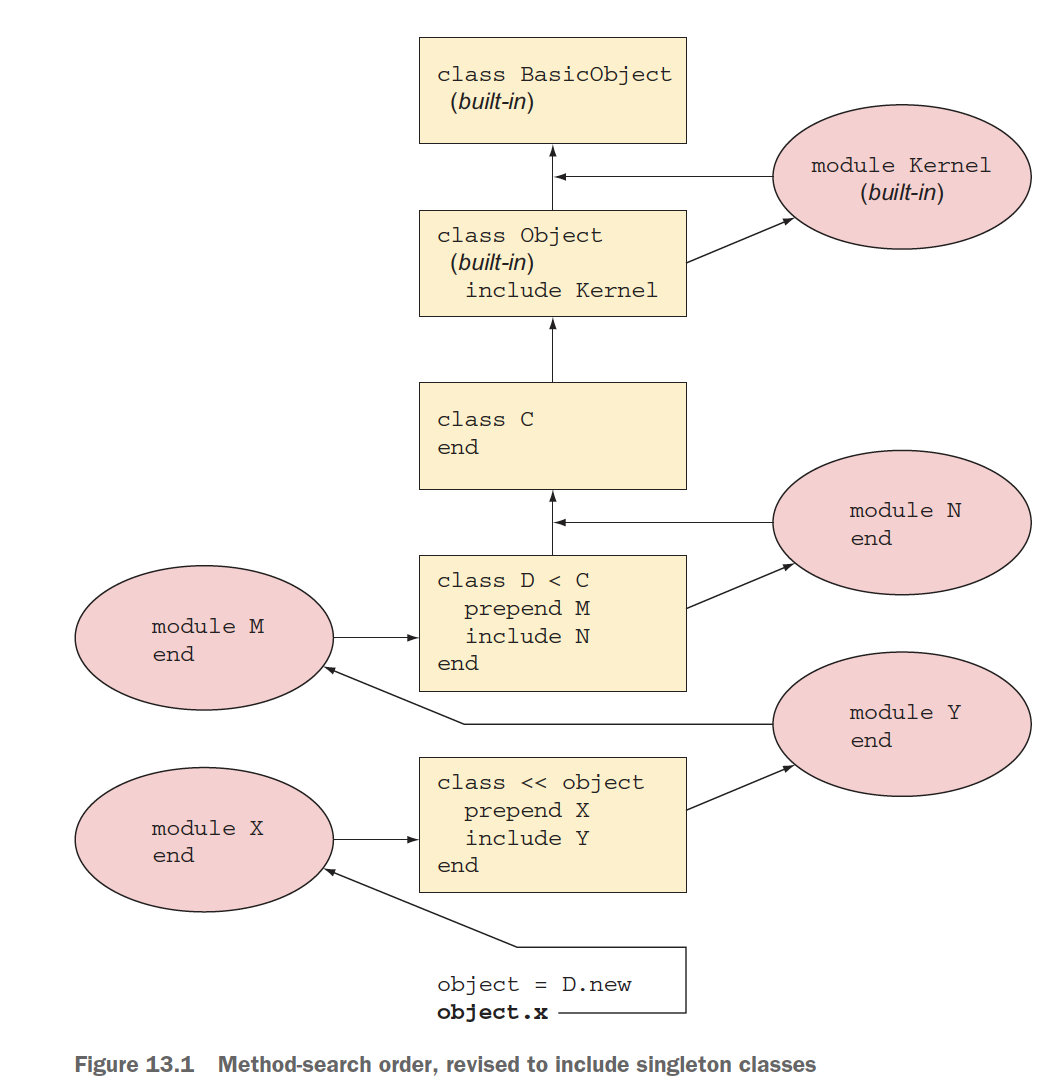 class BasicObject
(built-in)
module Kernel
(built-in)
class Object
(built-in)
include Kernel
class C
end
module N
end
class D < C
prepend M
include N
end
module M
end
module Y
end
class << object
prepend X
include Y
end
module X
end
object = D.new
object.x
Figure 13.1 Method-search order, revised to include singleton classes